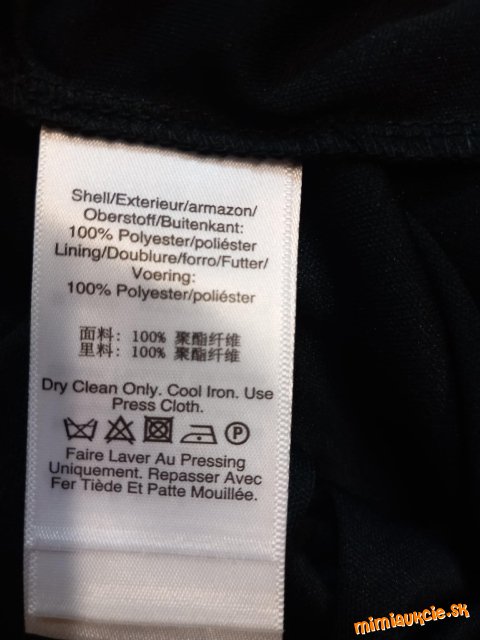 Shell/Exterieur/armazon/
Oberstoff/Buitenkant:
100% Polyester/poliéster
Lining/Doublure/forro/Futter/
Voering:
100% Polyester/poliéster
面料: 100% 聚酯纤维
里料: 100% 聚酯纤维
Dry Clean Only. Cool Iron. Use
Press Cloth.
P
Faire Laver Au Pressing
Uniquement. Repasser Avec
Fer Tiède Et Patte Mouillée.
mimiaukcie.sk